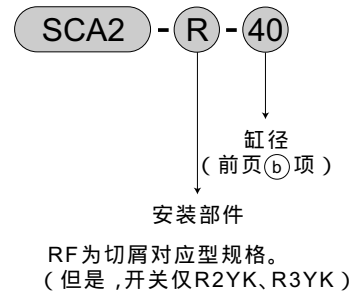 SCA2 - R - 40
缸径
(前页ⓑ项)
安装部件
RF为切屑对应型规格。
(但是,开关仅R2YK、R3YK)